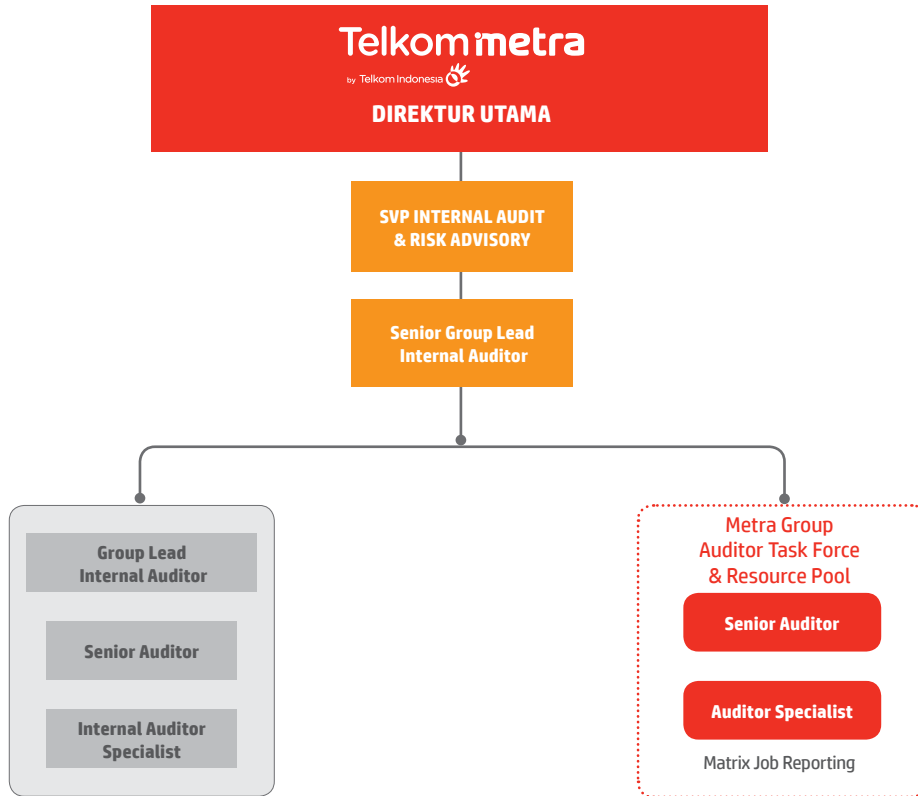 Telkom metra
by Telkom Indonesia
DIREKTUR UTAMA
SVP INTERNAL AUDIT
& RISK ADVISORY
Senior Group Lead
Internal Auditor
Group Lead
Internal Auditor
Senior Auditor
Internal Auditor
Specialist
Metra Group
Auditor Task Force
& Resource Pool
Senior Auditor
Auditor Specialist
Matrix Job Reporting